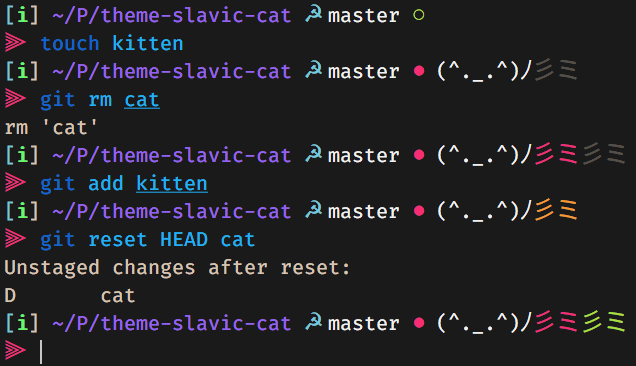 [i] ~/P/theme-slavic-cat ☭ master ○
⫸ touch kitten
[i] ~/P/theme-slavic-cat ☭ master ● (^._.^)ﾉ彡ミ
⫸ git rm cat
rm 'cat'
[i] ~/P/theme-slavic-cat ☭ master ● (^._.^)ﾉ彡ミ彡ミ
⫸ git add kitten
[i] ~/P/theme-slavic-cat ☭ master ● (^._.^)ﾉ彡ミ
⫸ git reset HEAD cat
Unstaged changes after reset:
D       cat
[i] ~/P/theme-slavic-cat ☭ master ● (^._.^)ﾉ彡ミ彡ミ
⫸